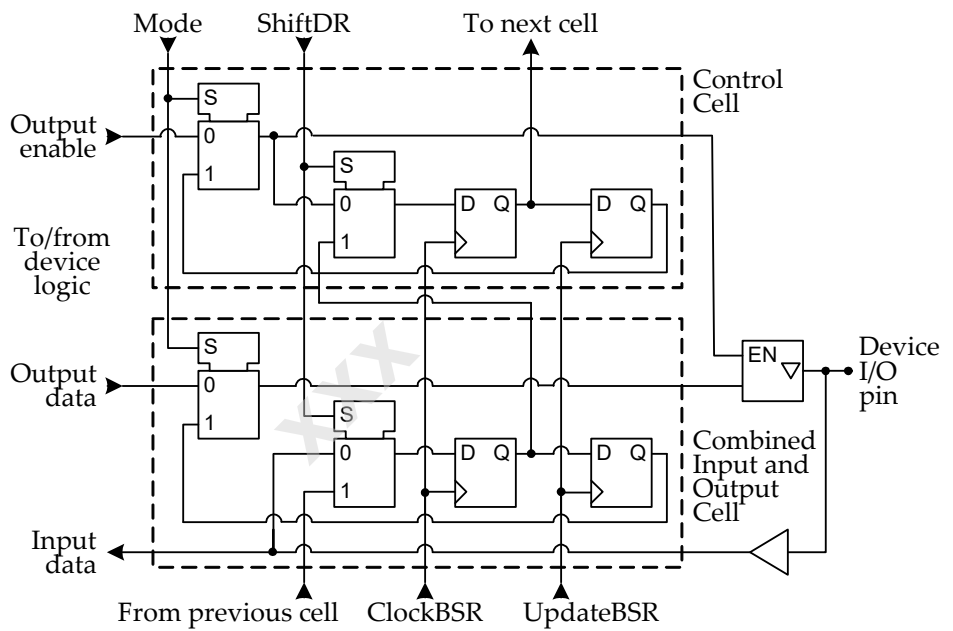 Mode
ShiftDR
To next cell
Control
Cell
S
Output
enable
0
1
S
0
1
D Q
D Q
To/from
device
logic
S
Output
data
0
1
XXX
S
0
1
D Q
D Q
EN
Device
I/O
pin
Combined
Input and
Output
Cell
Input
data
From previous cell
ClockBSR
UpdateBSR